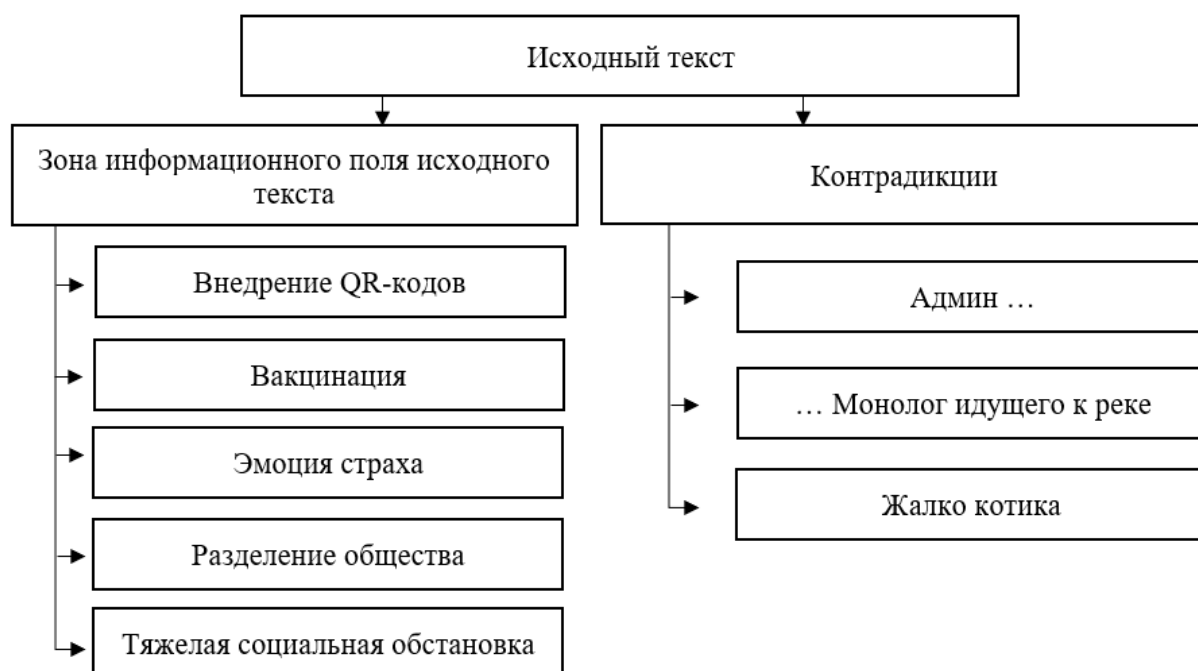 Исходный текст
Зона информационного поля исходного
текста
Внедрение QR-кодов
Вакцинация
Эмоция страха
Разделение общества
Тяжелая социальная обстановка
Контрадикции
Админ …
… Монолог идущего к реке
Жалко котика